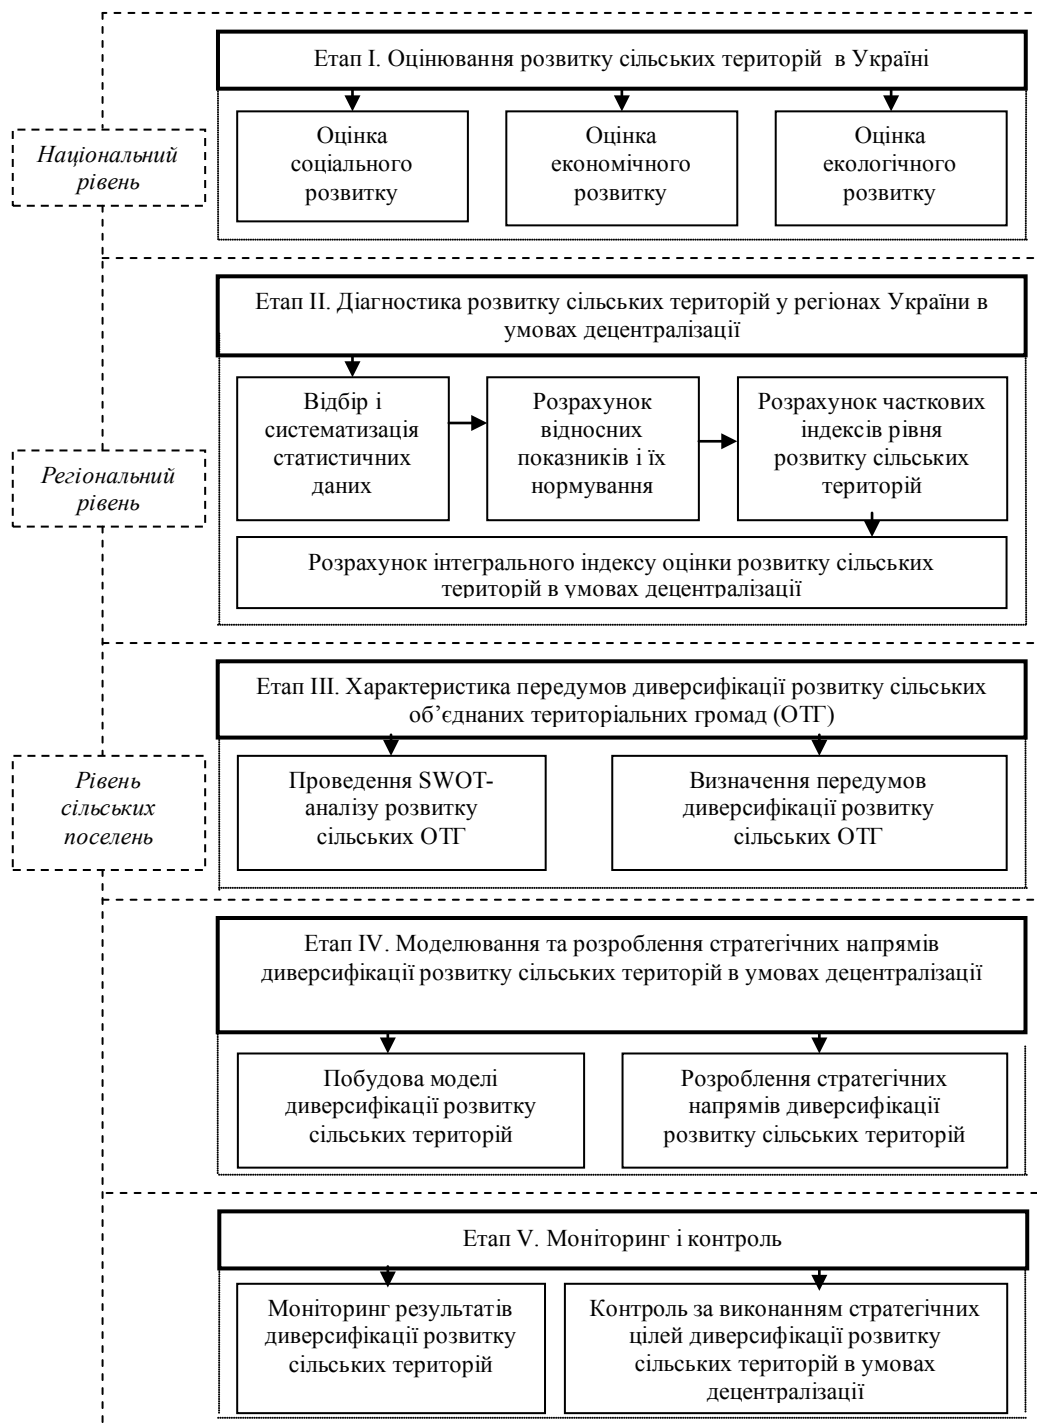 Етап I. Оцінювання розвитку сільських територій в Україні
Національний
рівень
Оцінка
соціального
розвитку
Оцінка
економічного
розвитку
Оцінка
екологічного
розвитку
Етап II. Діагностика розвитку сільських територій у регіонах України в
умовах децентралізації
Регіональний
рівень
Відбір і
систематизація
статистичних
даних
Розрахунок
відносних
показників і їх
нормування
Розрахунок часткових
індексів рівня
розвитку сільських
територій
Розрахунок інтегрального індексу оцінки розвитку сільських
територій в умовах децентралізації
Етап III. Характеристика передумов диверсифікації розвитку сільських
об’єднаних територіальних громад (ОТГ)
Рівень
сільських
поселень
Проведення SWOT-
аналізу розвитку
сільських ОТГ
Визначення передумов
диверсифікації розвитку
сільських ОТГ
Етап IV. Моделювання та розроблення стратегічних напрямів
диверсифікації розвитку сільських територій в умовах децентралізації
Побудова моделі
диверсифікації розвитку
сільських територій
Розроблення стратегічних
напрямів диверсифікації
розвитку сільських територій
Етап V. Моніторинг і контроль
Моніторинг результатів
диверсифікації розвитку
сільських територій
Контроль за виконанням стратегічних
цілей диверсифікації розвитку
сільських територій в умовах
децентралізації